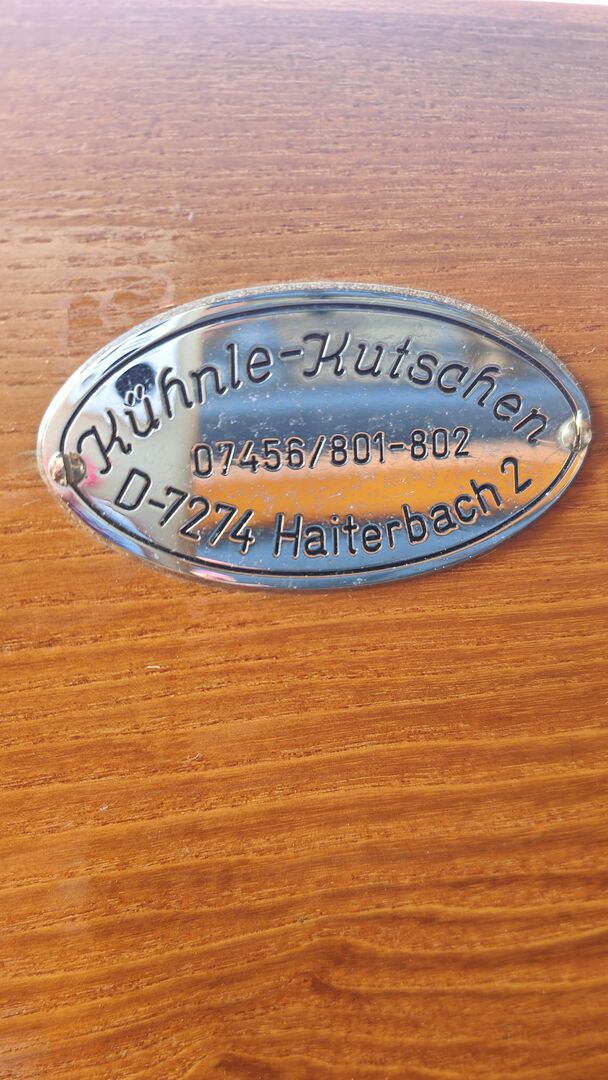 Kühnle-Kutschen
07456/801-802
D-7274 Haiterbach 2